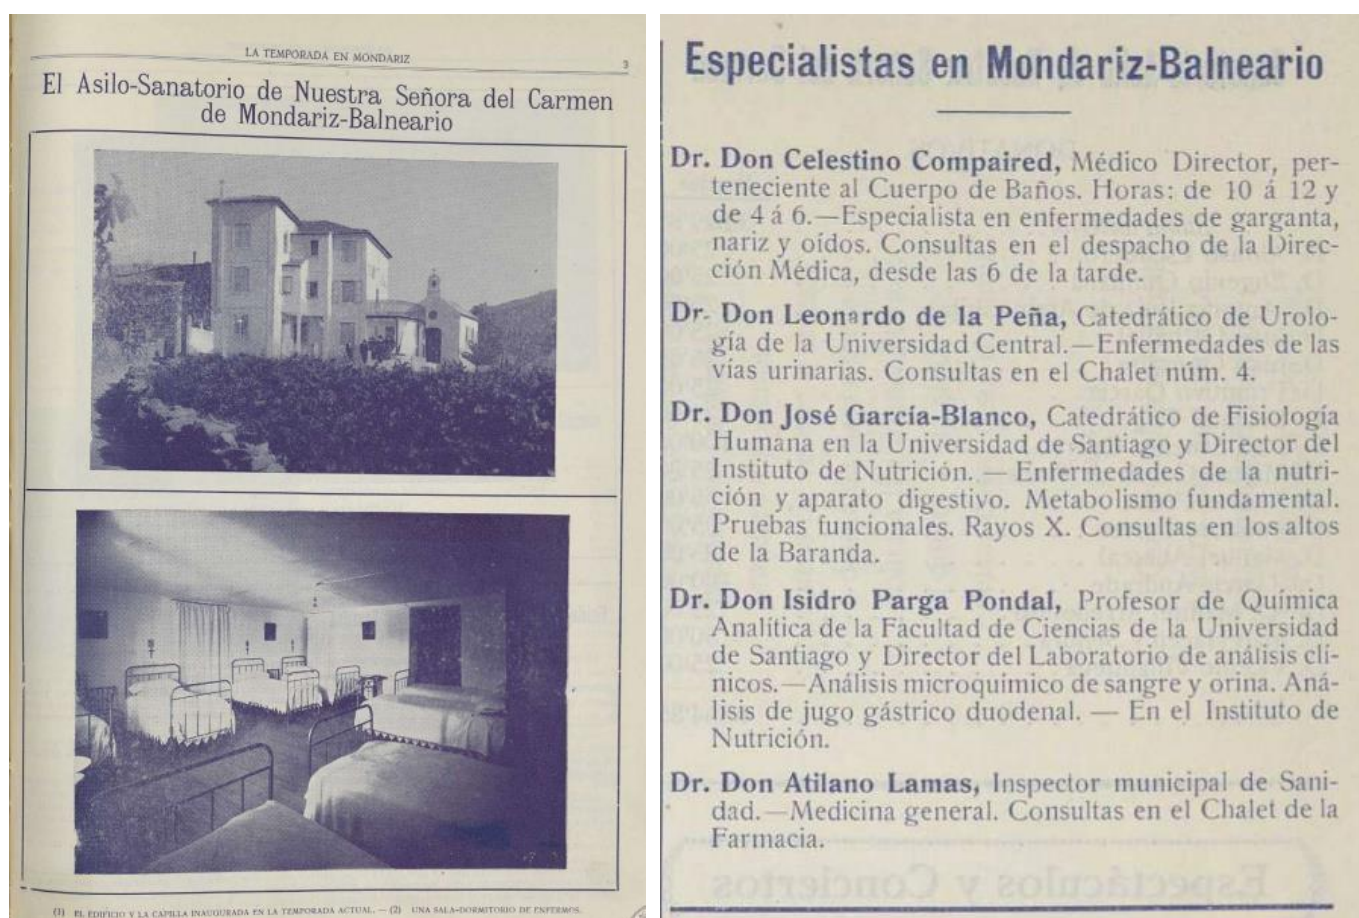 LA TEMPORADA EN MONDARIZ
3
El Asilo-Sanatorio de Nuestra Señora del Carmen
de Mondariz-Balneario
(1) EL EDIFICIO Y LA CAPILLA INAUGURADA EN LA TEMPORADA ACTUAL. — (2) UNA SALA-DORMITORIO DE ENFERMOS.
Especialistas en Mondariz-Balneario
Dr. Don Celestino Compaired, Médico Director, per-
teneciente al Cuerpo de Baños. Horas: de 10 á 12 y
de 4 á 6.—Especialista en enfermedades de garganta,
nariz y oídos. Consultas en el despacho de la Direc-
ción Médica, desde las 6 de la tarde.
Dr. Don Leonardo de la Peña, Catedrático de Urolo-
gía de la Universidad Central.—Enfermedades de las
vías urinarias. Consultas en el Chalet núm. 4.
Dr. Don José García-Blanco, Catedrático de Fisiología
Humana en la Universidad de Santiago y Director del
Instituto de Nutrición. — Enfermedades de la nutri-
ción y aparato digestivo. Metabolismo fundamental.
Pruebas funcionales. Rayos X. Consultas en los altos
de la Baranda.
Dr. Don Isidro Parga Pondal, Profesor de Química
Analítica de la Facultad de Ciencias de la Universidad
de Santiago y Director del Laboratorio de análisis clí-
nicos.—Análisis microquímico de sangre y orina. Aná-
lisis de jugo gástrico duodenal. — En el Instituto de
Nutrición.
Dr. Don Atilano Lamas, Inspector municipal de Sani-
dad.—Medicina general. Consultas en el Chalet de la
Farmacia.
Espectáculos y Conciertos